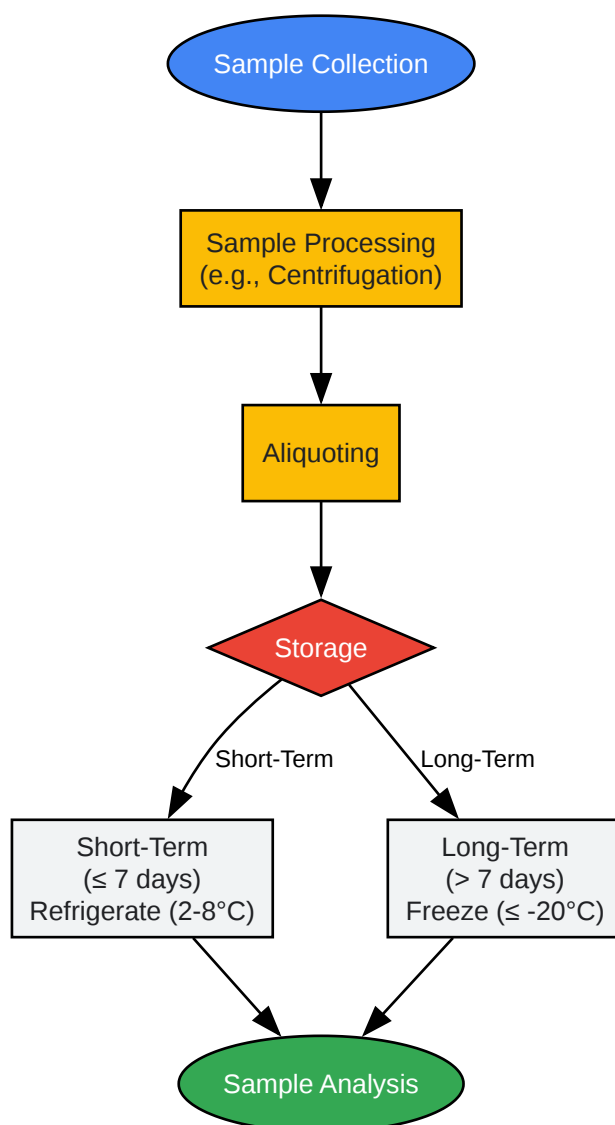 Sample Collection
Sample Processing
(e.g., Centrifugation)
Aliquoting
Storage
Short-Term
Long-Term
Short-Term
(≤ 7 days)
Refrigerate (2-8°C)
Long-Term
(> 7 days)
Freeze (≤ -20°C)
Sample Analysis